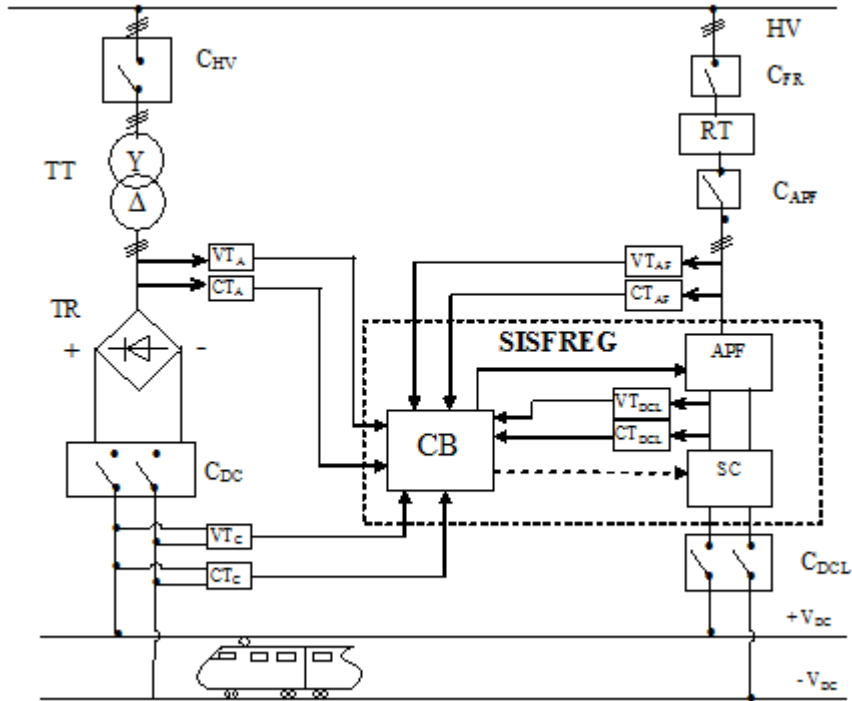 HV
C_HV
C_FR
RT
Y
TT
Δ
C_APF
VT_A
VT_AF
CT_A
CT_AF
TR
SISFREG
APF
+
-
VT_DCL
CB
CT_DCL
C_DC
SC
VT_C
CT_C
C_DCL
+ V_DC
- V_DC